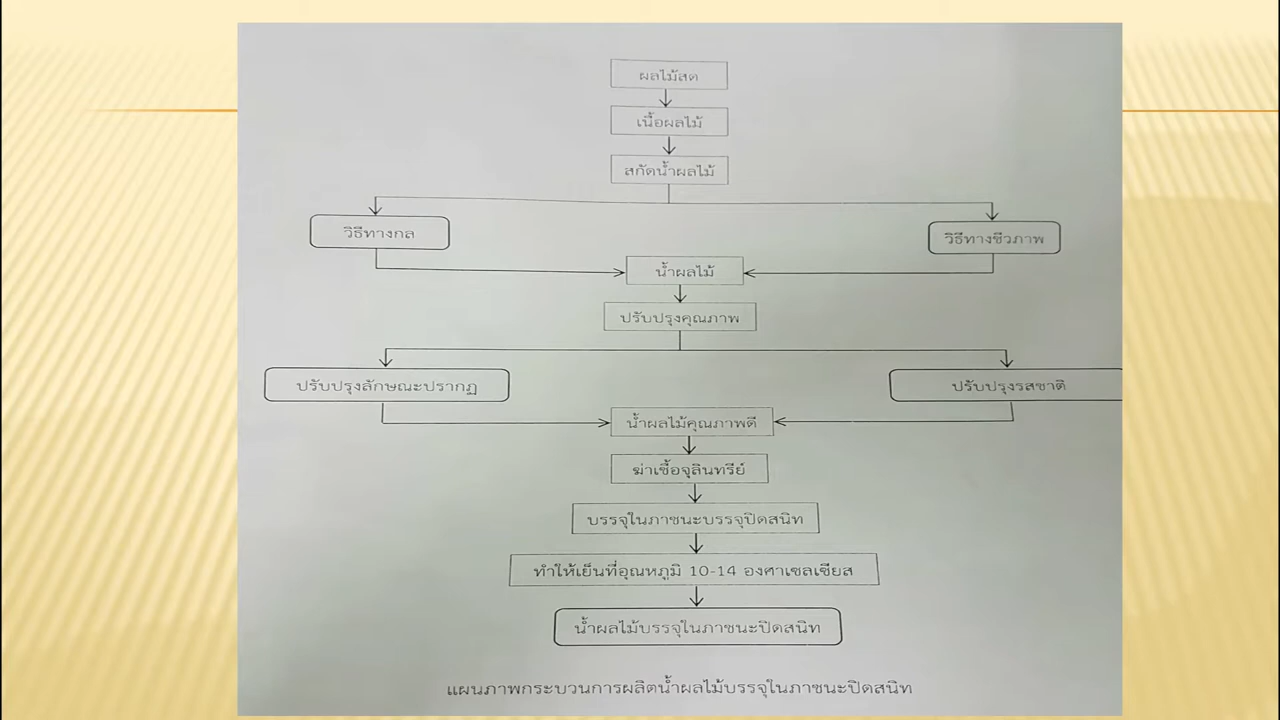 ผลไม้สด
เนื้อผลไม้
สกัดน้ำผลไม้
วิธีทางกล
วิธีทางชีวภาพ
น้ำผลไม้
ปรับปรุงคุณภาพ
ปรับปรุงลักษณะปรากฏ
ปรับปรุงรสชาติ
น้ำผลไม้คุณภาพดี
ฆ่าเชื้อจุลินทรีย์
บรรจุในภาชนะบรรจุปิดสนิท
ทำให้เย็นที่อุณหภูมิ 10-14 องศาเซลเซียส
น้ำผลไม้บรรจุในภาชนะปิดสนิท
แผนภาพกระบวนการผลิตน้ำผลไม้บรรจุในภาชนะปิดสนิท